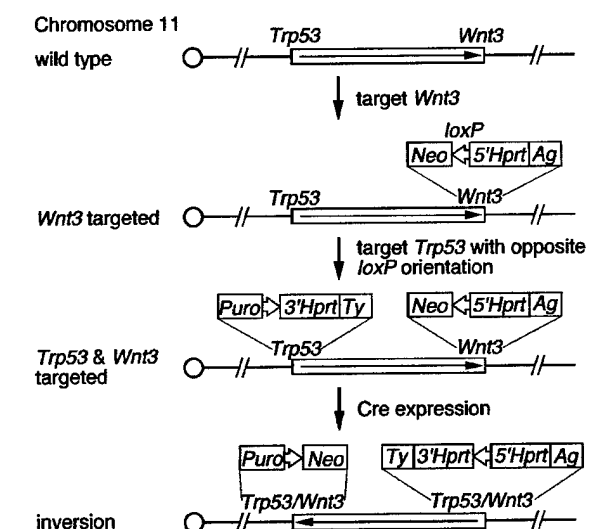 Chromosome 11
Trp53 Wnt3
wild type
target Wnt3
loxP
Neo 5'Hprt Ag
Trp53 Wnt3
Wnt3 targeted
target Trp53 with opposite
loxP orientation
Puro 3'Hprt Ty Neo 5'Hprt Ag
Trp53 Wnt3
Trp53 & Wnt3
targeted
Cre expression
Puro Neo Ty 3'Hprt 5'Hprt Ag
Trp53/Wnt3 Trp53/Wnt3
inversion